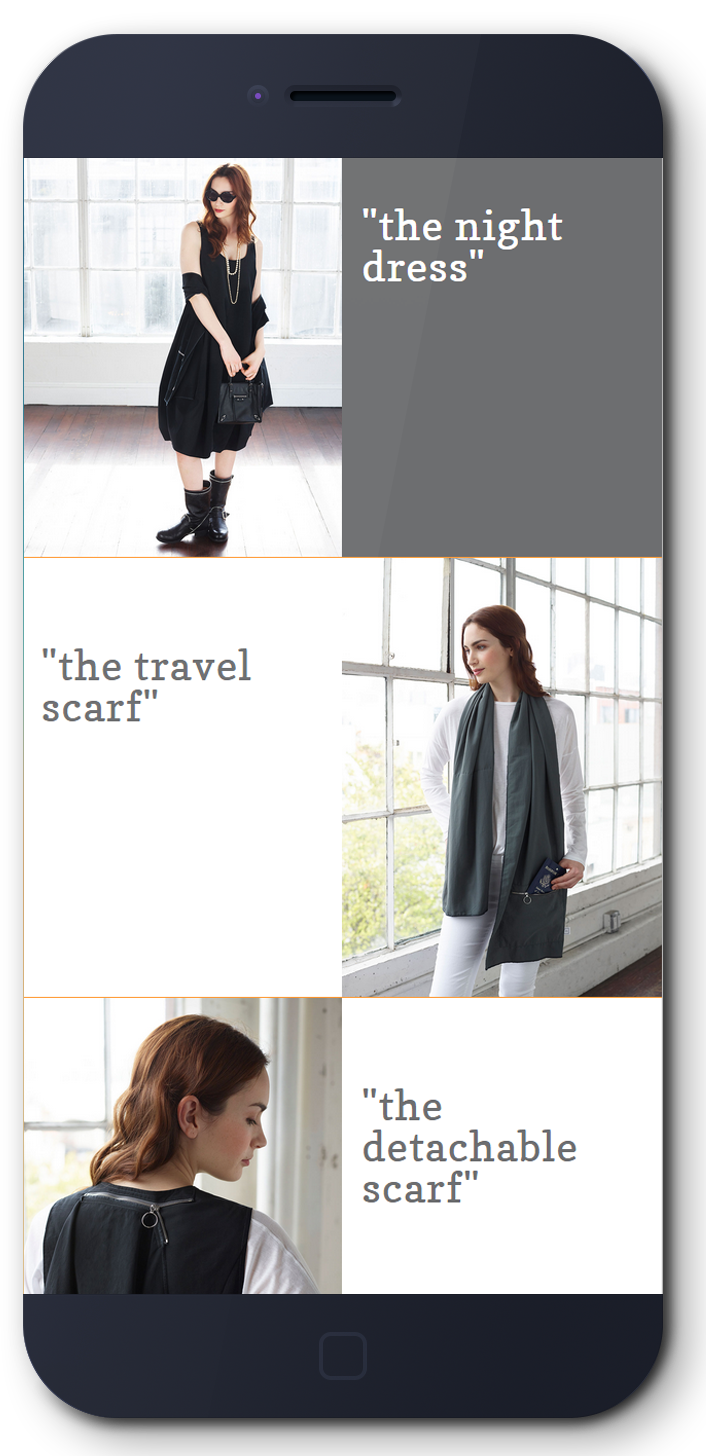 "the night
dress"
"the travel
scarf"
"the
detachable
scarf"